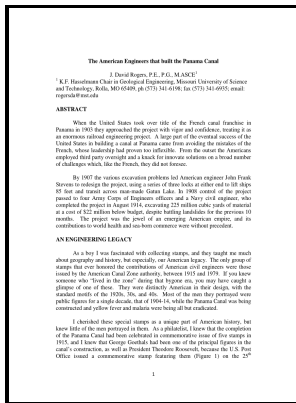 The American Engineers that built the Panama Canal
J. David Rogers, P.E., P.G., M.ASCE1
1 K.F. Hasselmann Chair in Geological Engineering, Missouri University of Science
and Technology, Rolla, MO 65409, ph (573) 341-6198; fax (573) 341-6935; email:
rogersda@mst.edu
ABSTRACT
When the United States took over title of the French canal franchise in
Panama in 1903 they approached the project with vigor and confidence, treating it as
an enormous railroad engineering project. A large part of the eventual success of the
United States in building a canal at Panama came from avoiding the mistakes of the
French, whose leadership had proven too inflexible. From the outset the Americans
employed third party oversight and a knack for innovate solutions on a broad number
of challenges which, like the French, they did not foresee.
By 1907 the various excavation problems led American engineer John Frank
Stevens to redesign the project, using a series of three locks at either end to lift ships
85 feet and transit across man-made Gatun Lake. In 1908 control of the project
passed to four Army Corps of Engineers officers and a Navy civil engineer, who
completed the project in August 1914, excavating 225 million cubic yards of material
at a cost of $22 million below budget, despite battling landslides for the previous 10
months. The project was the jewel of an emerging American empire, and its
contributions to world health and sea-born commerce were without precedent.
AN ENGINEERING LEGACY
As a boy I was fascinated with collecting stamps, and they taught me much
about geography and history, but especially, our American legacy. The only group of
stamps that ever honored the contributions of American civil engineers were those
issued by the American Canal Zone authority, between 1915 and 1979. If you knew
someone who "lived in the zone" during that bygone era, you may have caught a
glimpse of one of these. They were distinctly American in their design, with the
standard motifs of the 1920s, 30s, and 40s. Most of the men they portrayed were
public figures for a single decade, that of 1904-14, while the Panama Canal was being
constructed and yellow fever and malaria were being all but eradicated.
I cherished these special stamps as a unique part of American history, but
knew little of the men portrayed in them. As a philatelist, I knew that the completion
of the Panama Canal had been celebrated in commemorative issue of five stamps in
1915, and I knew that George Goethals had been one of the principal figures in the
canal's construction, as well as President Theodore Roosevelt, because the U.S. Post
Office issued a commemorative stamp featuring them (Figure 1) on the 25th
1